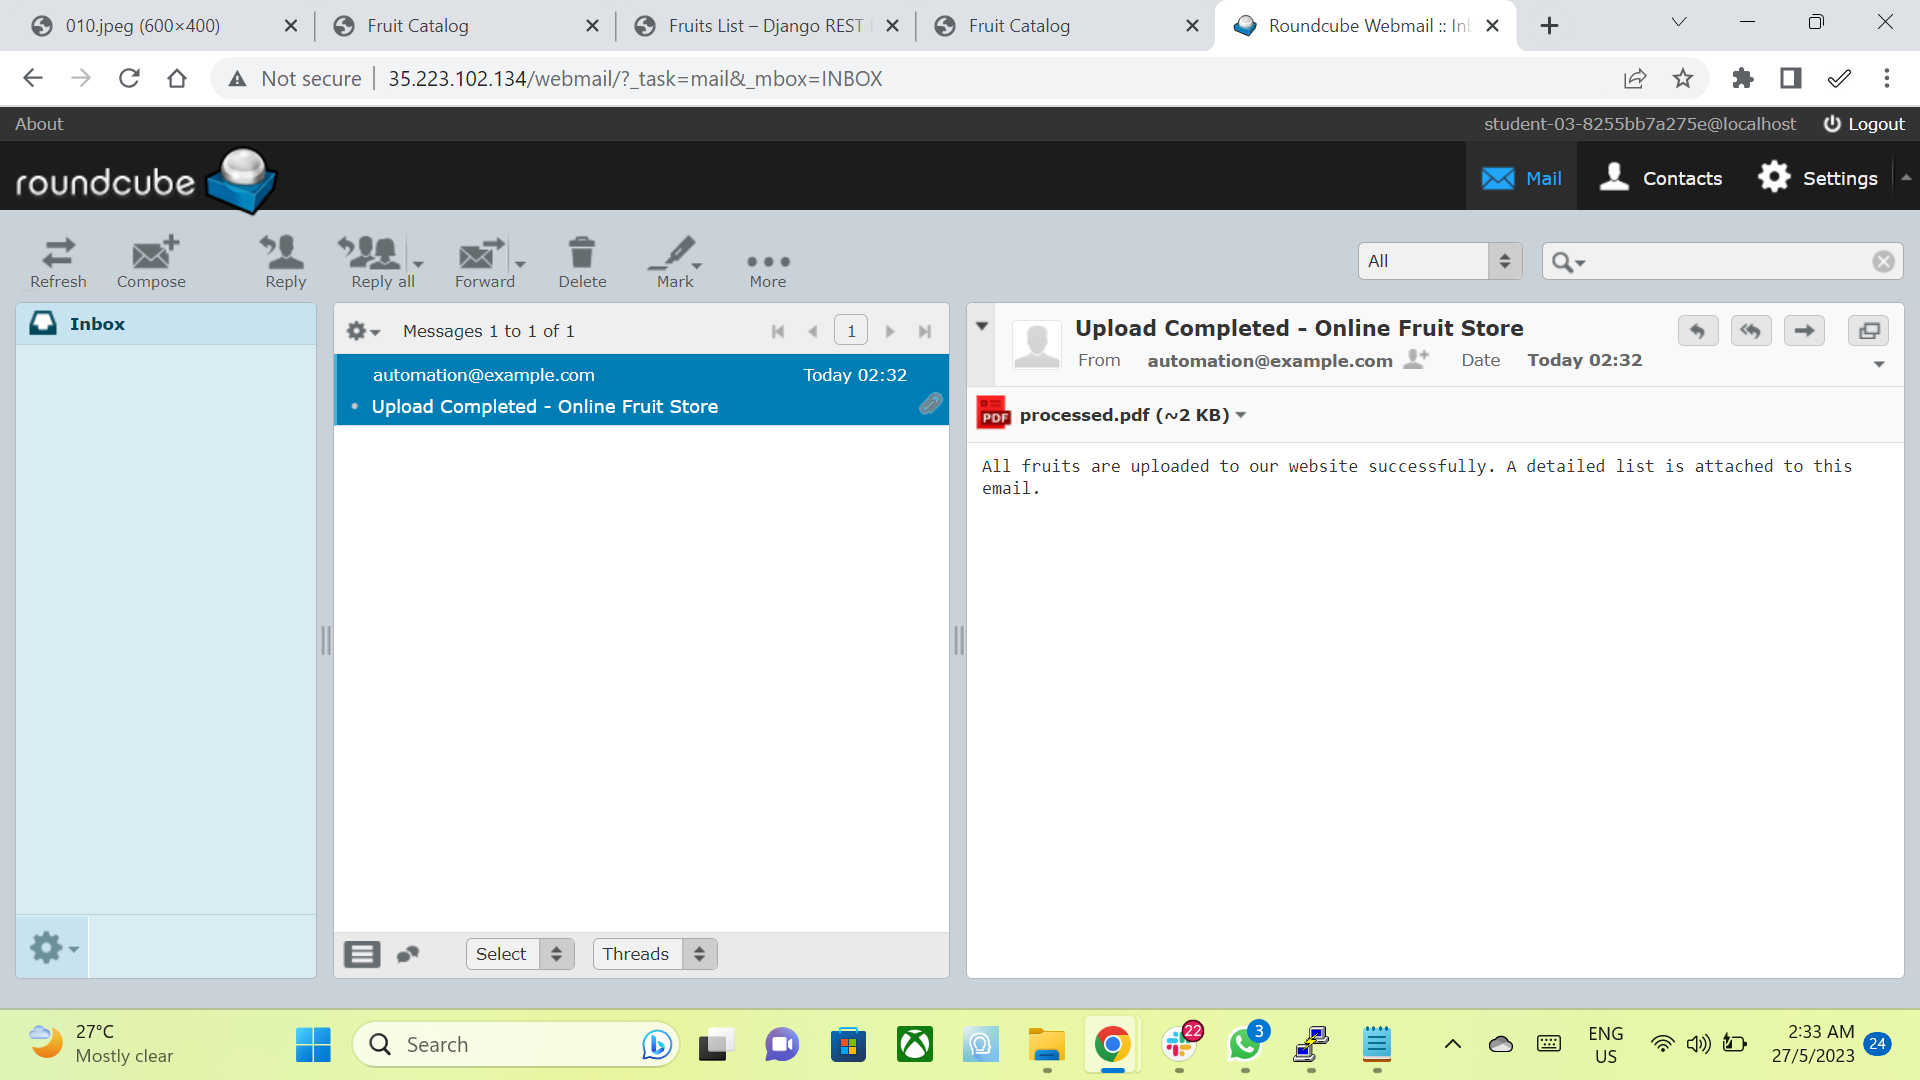 010.jpeg (600×400)
Fruit Catalog
Fruits List – Django REST
Fruit Catalog
Roundcube Webmail :: In
Not secure
35.223.102.134/webmail/?_task=mail&_mbox=INBOX
About
student-03-8255bb7a275e@localhost
Logout
roundcube
Mail
Contacts
Settings
Refresh
Compose
Reply
Reply all
Forward
Delete
Mark
More
All
Inbox
Messages 1 to 1 of 1
1
automation@example.com
Today 02:32
Upload Completed - Online Fruit Store
Select
Threads
Upload Completed - Online Fruit Store
From automation@example.com Date Today 02:32
PDF
processed.pdf (~2 KB)
All fruits are uploaded to our website successfully. A detailed list is attached to this
email.
27°C
Mostly clear
Search
22
3
ENG
US
2:33 AM
27/5/2023
24